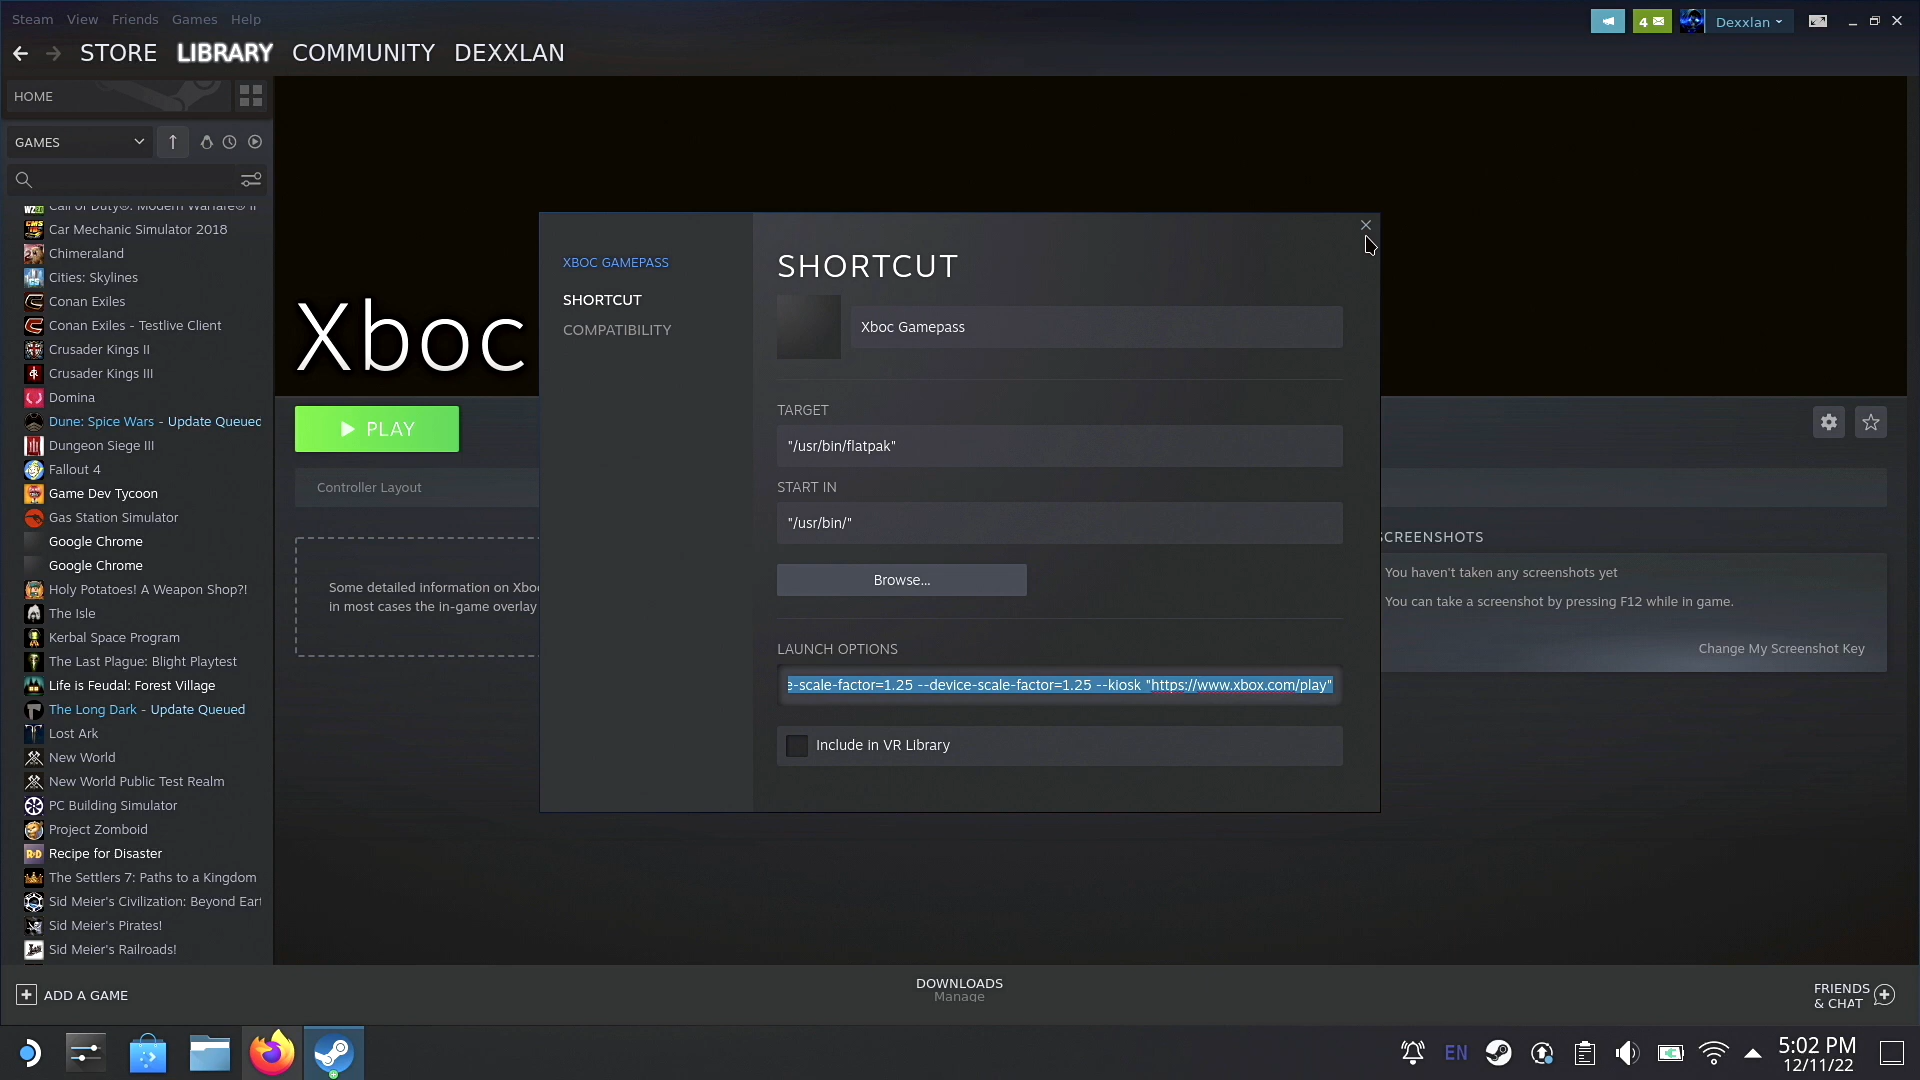 Steam View Friends Games Help
4
Dexxlan
STORE LIBRARY COMMUNITY DEXXLAN
HOME
GAMES
Call of Duty®: Modern Warfare® II
Car Mechanic Simulator 2018
Chimeraland
Cities: Skylines
Conan Exiles
Conan Exiles - Testlive Client
Crusader Kings II
Crusader Kings III
Domina
Dune: Spice Wars - Update Queued
Dungeon Siege III
Fallout 4
Game Dev Tycoon
Gas Station Simulator
Google Chrome
Google Chrome
Holy Potatoes! A Weapon Shop?!
The Isle
Kerbal Space Program
The Last Plague: Blight Playtest
Life is Feudal: Forest Village
The Long Dark - Update Queued
Lost Ark
New World
New World Public Test Realm
PC Building Simulator
Project Zomboid
Recipe for Disaster
The Settlers 7: Paths to a Kingdom
Sid Meier's Civilization: Beyond Eart
Sid Meier's Pirates!
Sid Meier's Railroads!
Xboc
PLAY
Controller Layout
Some detailed information on Xboc
in most cases the in-game overlay
XBOC GAMEPASS
SHORTCUT
COMPATIBILITY
SHORTCUT
Xboc Gamepass
TARGET
"/usr/bin/flatpak"
START IN
"/usr/bin/"
Browse...
LAUNCH OPTIONS
e-scale-factor=1.25 --device-scale-factor=1.25 --kiosk "https://www.xbox.com/play"
Include in VR Library
SCREENSHOTS
You haven't taken any screenshots yet
You can take a screenshot by pressing F12 while in game.
Change My Screenshot Key
ADD A GAME
DOWNLOADS
Manage
FRIENDS
& CHAT
EN
5:02 PM
12/11/22